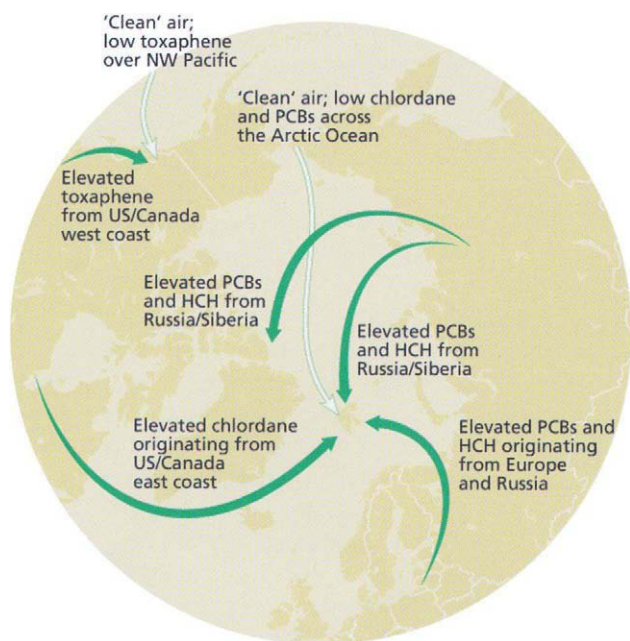 ‘Clean’ air;
low toxaphene
over NW Pacific
‘Clean’ air; low chlordane
and PCBs across
the Arctic Ocean
Elevated
toxaphene
from US/Canada
west coast
Elevated PCBs
and HCH from
Russia/Siberia
Elevated PCBs
and HCH from
Russia/Siberia
Elevated chlordane
originating from
US/Canada
east coast
Elevated PCBs and
HCH originating
from Europe
and Russia